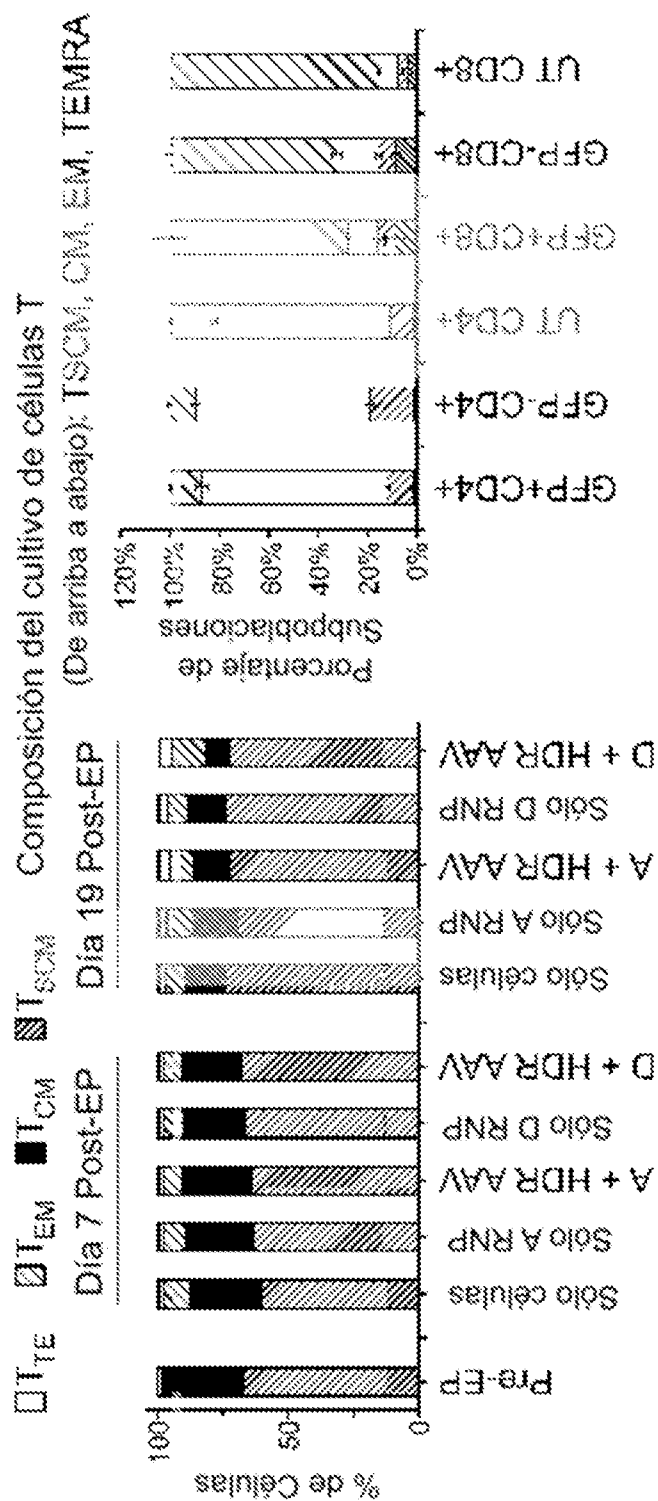 T_TE T_EM T_CM T_SCM
Día 7 Post-EP
Día 19 Post-EP
% de Células
100
50
0
Pre-EP
Sólo células
Sólo A RNP
A + HDR AAV
Sólo D RNP
D + HDR AAV
Sólo células
Sólo A RNP
A + HDR AAV
Sólo D RNP
D + HDR AAV
Composición del cultivo de células T
(De arriba a abajo): TSCM, CM, EM, TEMRA
Porcentaje de
Subpoblaciones
120%
100%
80%
60%
40%
20%
0%
GFP+CD4+
GFP-CD4+
UT CD4+
GFP+CD8+
GFP-CD8+
UT CD8+